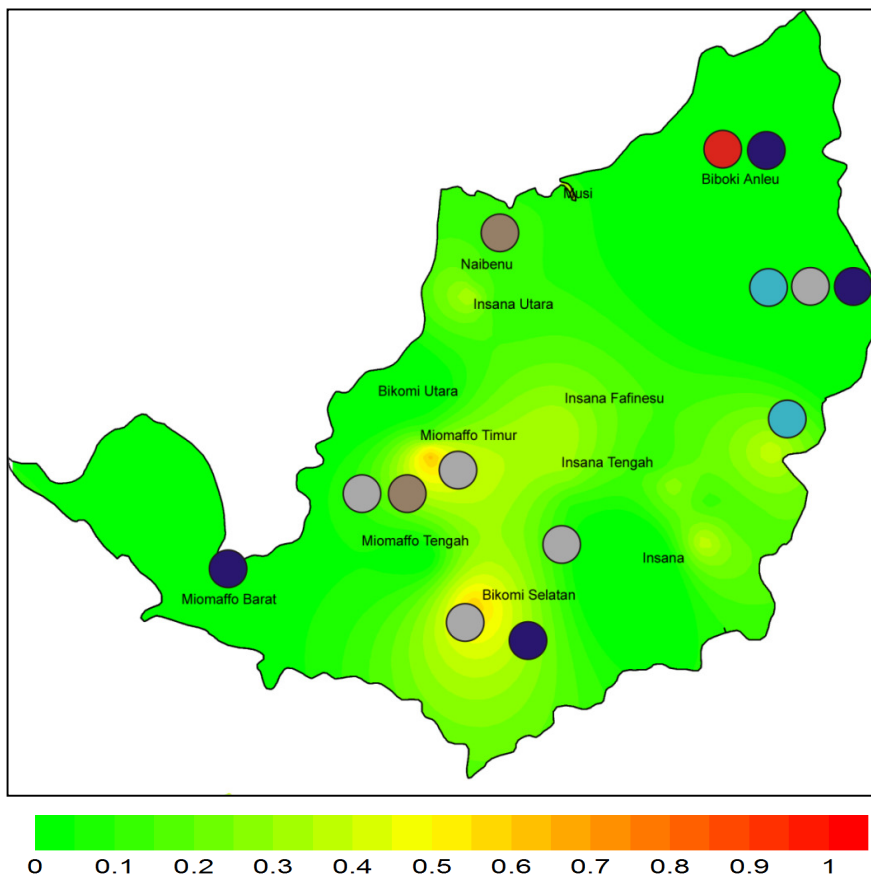 Biboki Anleu
Musi
Naibenu
Insana Utara
Bikomi Utara
Insana Fafinesu
Miomaffo Timur
Insana Tengah
Miomaffo Tengah
Insana
Bikomi Selatan
Miomaffo Barat
0 0.1 0.2 0.3 0.4 0.5 0.6 0.7 0.8 0.9 1